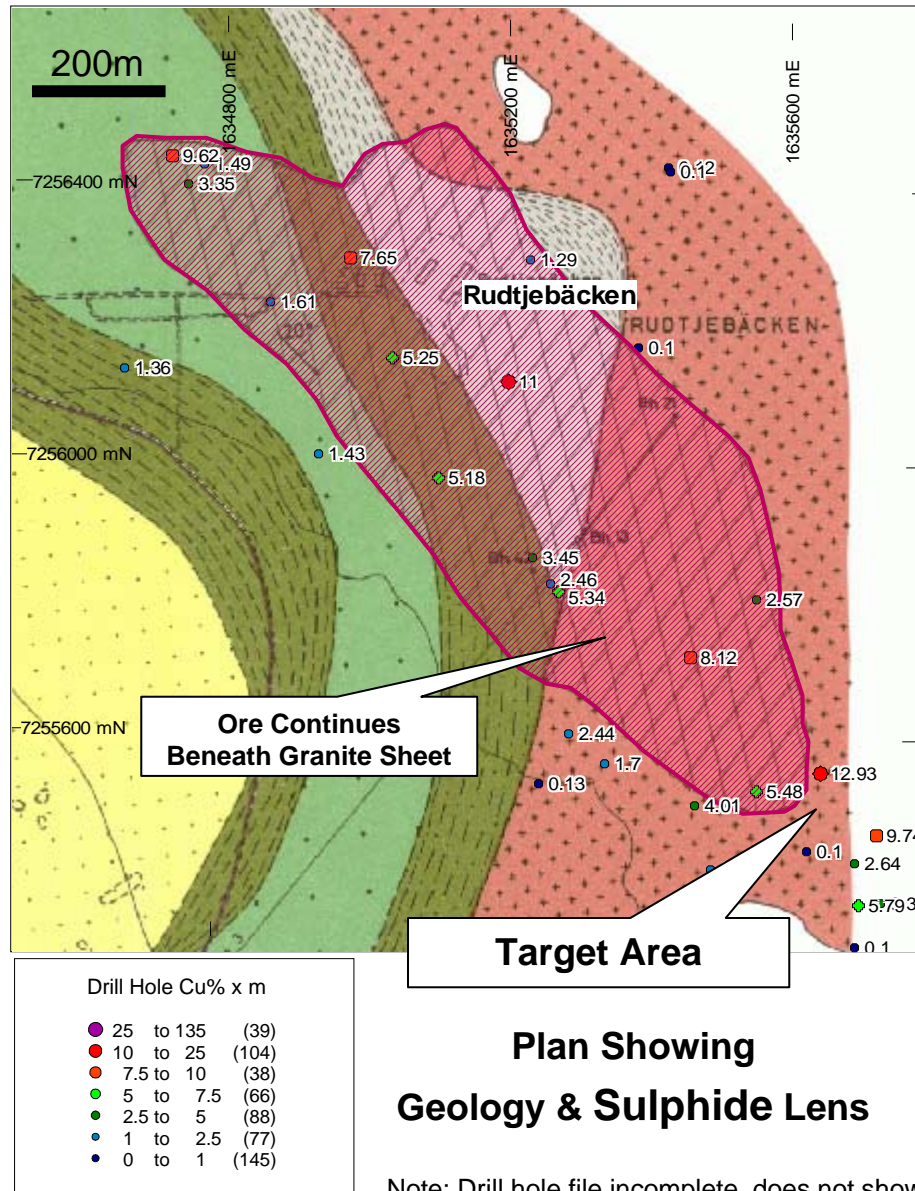 200m
1634800 mE
1635200 mE
1635600 mE
7256400 mN
9.62
1.49
3.35
0.1
7.65
1.29
Rudtjebäcken
1.61
RUDTJEBÄCKEN-
0.1
5.25
1.36
11
Bh 21
7256000 mN
1.43
5.18
Bh 13
3.45
2.46
5.34
2.57
8.12
Ore Continues
Beneath Granite Sheet
7255600 mN
2.44
1.7
12.93
0.13
5.48
4.01
9.74
0.1
2.64
5.79
0.1
Target Area
Drill Hole Cu% x m
25 to 135 (39)
10 to 25 (104)
7.5 to 10 (38)
5 to 7.5 (66)
2.5 to 5 (88)
1 to 2.5 (77)
0 to 1 (145)
Plan Showing
Geology & Sulphide Lens
Note: Drill hole file incomplete, does not show